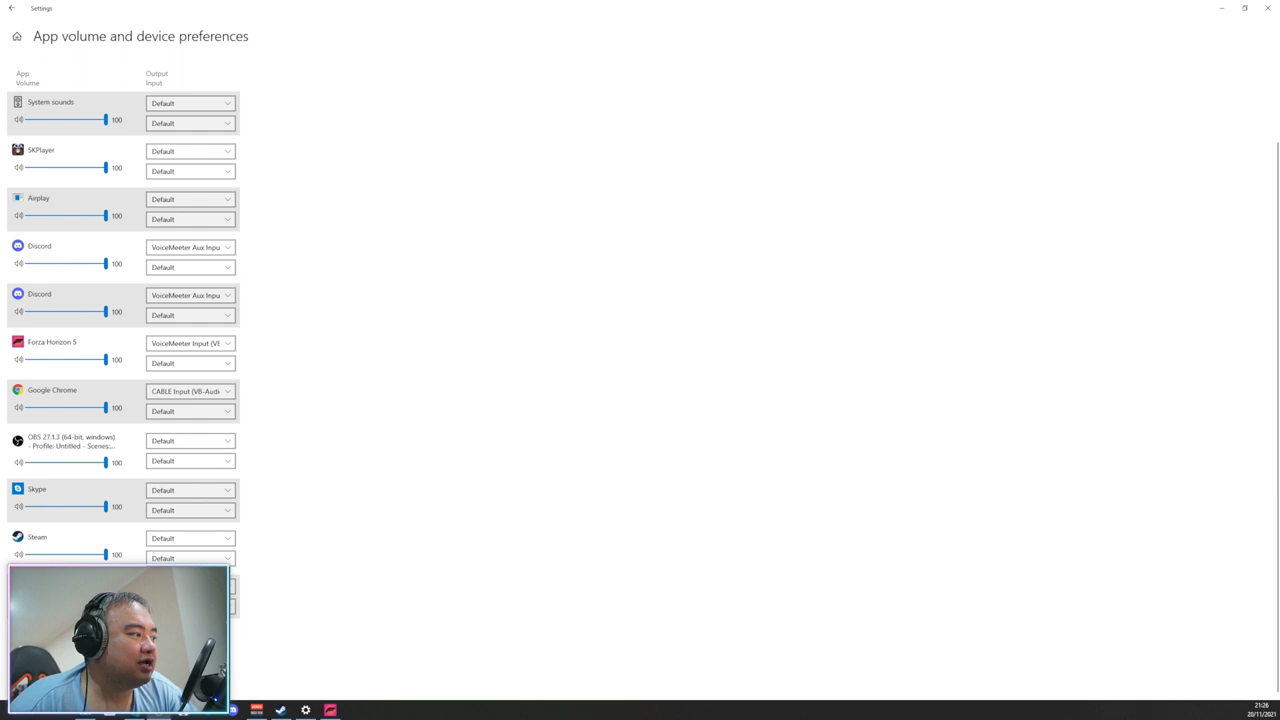 Settings
App volume and device preferences
App
Volume
Output
Input
System sounds
Default
100
Default
5KPlayer
Default
100
Default
Airplay
Default
100
Default
Discord
VoiceMeeter Aux Inpu
100
Default
Discord
VoiceMeeter Aux Inpu
100
Default
Forza Horizon 5
VoiceMeeter Input (VB
100
Default
Google Chrome
CABLE Input (VB-Audi
100
Default
OBS 27.1.3 (64-bit, windows)
- Profile: Untitled - Scenes:...
Default
100
Default
Skype
Default
100
Default
Steam
Default
100
Default
21:26
20/11/2021